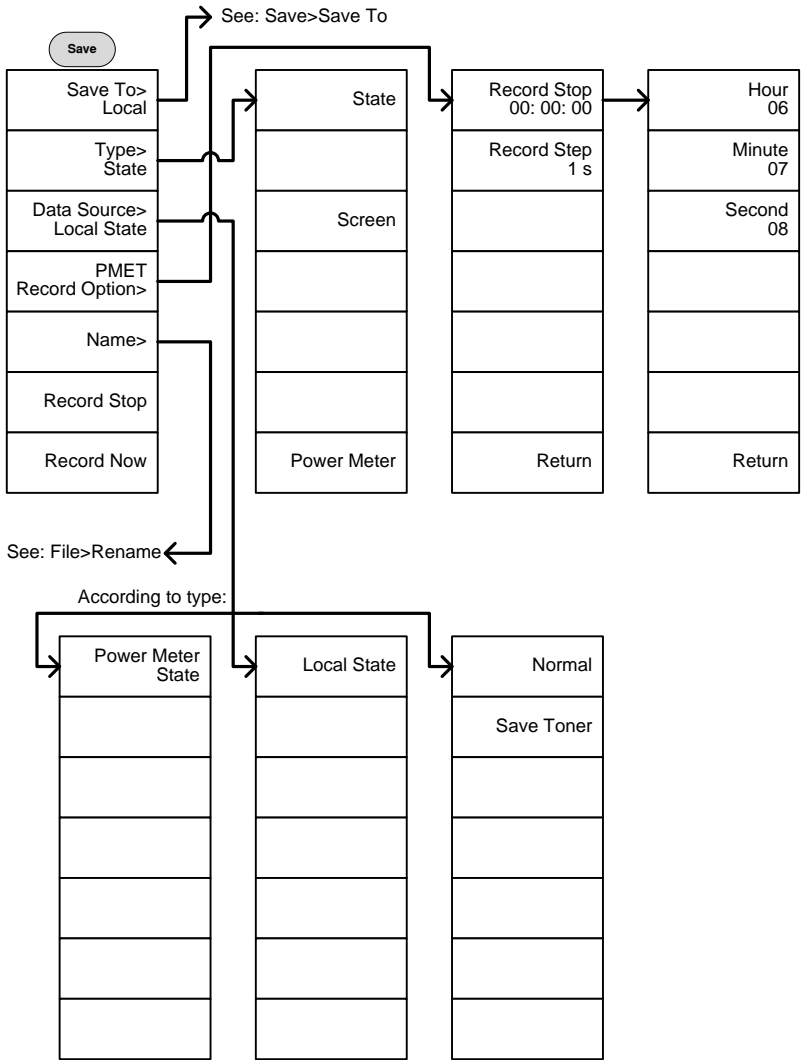 See: Save>Save To
Save
Save To>
Local
Type>
State
Data Source>
Local State
PMET
Record Option>
Name>
Record Stop
Record Now
State
Screen
Power Meter
Record Stop
00: 00: 00
Record Step
1 s
Return
Hour
06
Minute
07
Second
08
Return
See: File>Rename
According to type:
Power Meter
State
Local State
Normal
Save Toner